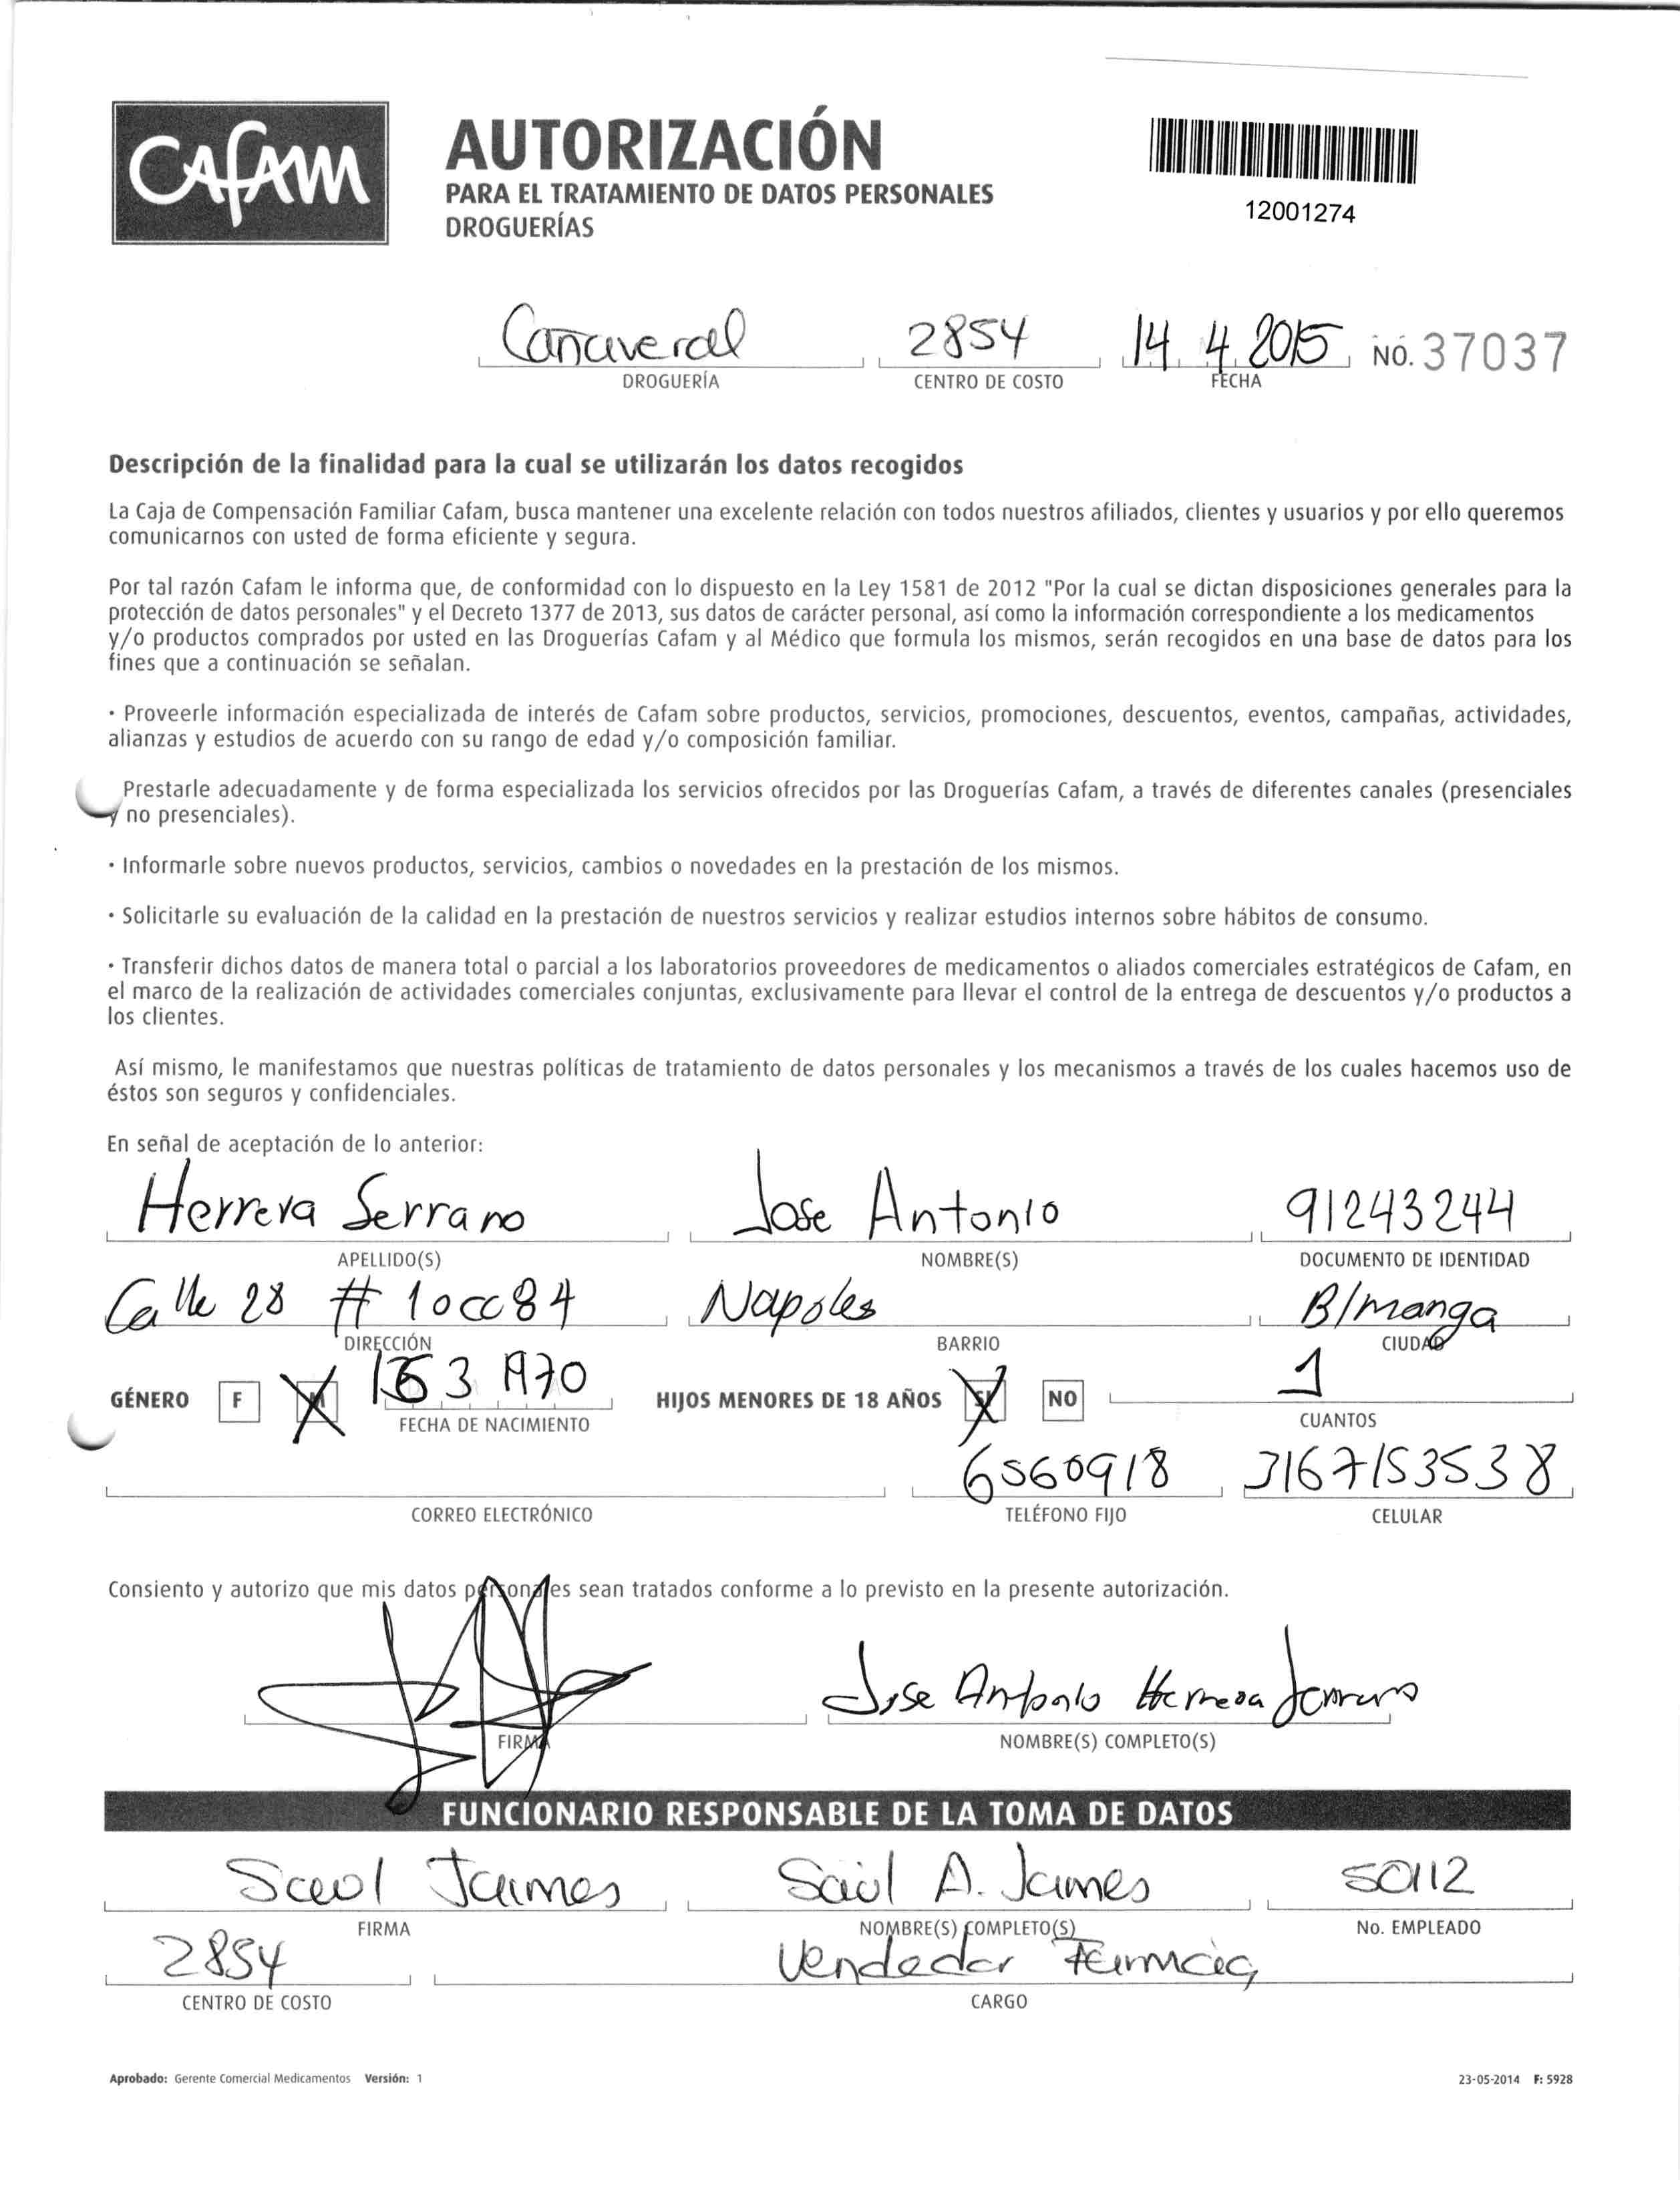 CAFAM
AUTORIZACIÓN
PARA EL TRATAMIENTO DE DATOS PERSONALES
DROGUERÍAS
12001274
Cañaveral 2854 14 4 2015 NO. 37037
DROGUERÍA CENTRO DE COSTO FECHA
Descripción de la finalidad para la cual se utilizarán los datos recogidos
La Caja de Compensación Familiar Cafam, busca mantener una excelente relación con todos nuestros afiliados, clientes y usuarios y por ello queremos
comunicarnos con usted de forma eficiente y segura.
Por tal razón Cafam le informa que, de conformidad con lo dispuesto en la Ley 1581 de 2012 "Por la cual se dictan disposiciones generales para la
protección de datos personales" y el Decreto 1377 de 2013, sus datos de carácter personal, así como la información correspondiente a los medicamentos
y/o productos comprados por usted en las Droguerías Cafam y al Médico que formula los mismos, serán recogidos en una base de datos para los
fines que a continuación se señalan.
· Proveerle información especializada de interés de Cafam sobre productos, servicios, promociones, descuentos, eventos, campañas, actividades,
alianzas y estudios de acuerdo con su rango de edad y/o composición familiar.
Prestarle adecuadamente y de forma especializada los servicios ofrecidos por las Droguerías Cafam, a través de diferentes canales (presenciales
y no presenciales).
· Informarle sobre nuevos productos, servicios, cambios o novedades en la prestación de los mismos.
· Solicitarle su evaluación de la calidad en la prestación de nuestros servicios y realizar estudios internos sobre hábitos de consumo.
· Transferir dichos datos de manera total o parcial a los laboratorios proveedores de medicamentos o aliados comerciales estratégicos de Cafam, en
el marco de la realización de actividades comerciales conjuntas, exclusivamente para llevar el control de la entrega de descuentos y/o productos a
los clientes.
Así mismo, le manifestamos que nuestras políticas de tratamiento de datos personales y los mecanismos a través de los cuales hacemos uso de
éstos son seguros y confidenciales.
En señal de aceptación de lo anterior:
Herrera Serrano Jose Antonio 91243244
APELLIDO(S) NOMBRE(S) DOCUMENTO DE IDENTIDAD
Calle 28 # 10cc84 Napoles B/manga
DIRECCIÓN BARRIO CIUDAD
GÉNERO F M 3 1970 HIJOS MENORES DE 18 AÑOS SI NO 1
FECHA DE NACIMIENTO CUANTOS
6560918 3167153538
CORREO ELECTRÓNICO TELÉFONO FIJO CELULAR
Consiento y autorizo que mis datos personales sean tratados conforme a lo previsto en la presente autorización.
Jose Antonio Herrera Serrano
FIRMA NOMBRE(S) COMPLETO(S)
FUNCIONARIO RESPONSABLE DE LA TOMA DE DATOS
Saul Jaimes Saúl A. Jaimes 50112
FIRMA NOMBRE(S) COMPLETO(S) No. EMPLEADO
2854 Vendedor Farmacia
CENTRO DE COSTO CARGO
Aprobado: Gerente Comercial Medicamentos Versión: 1 23-05-2014 F: 5928